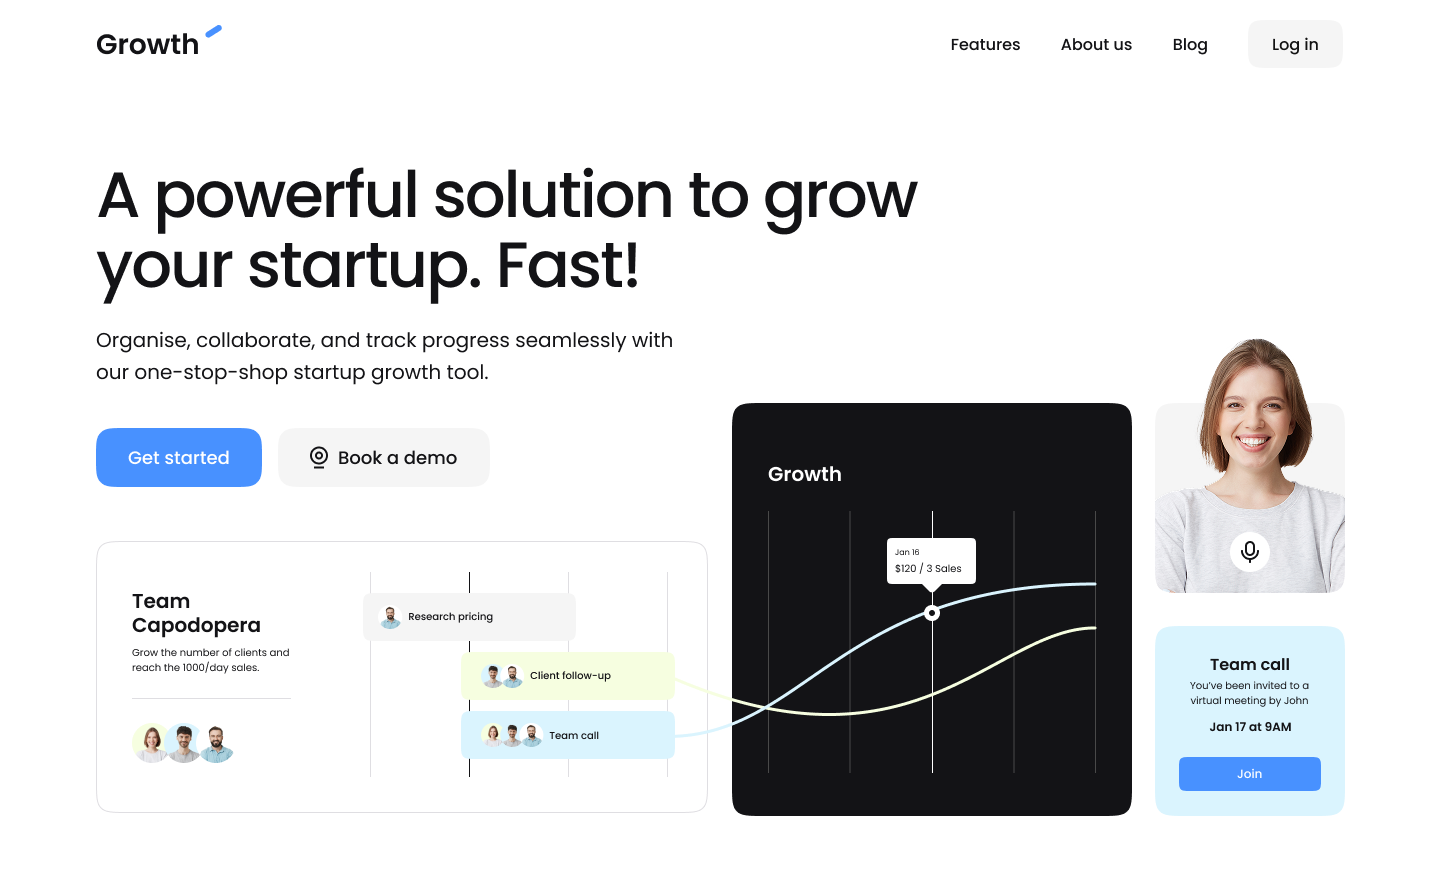 Growth
Features
About us
Blog
Log in
A powerful solution to grow
your startup. Fast!
Organise, collaborate, and track progress seamlessly with
our one-stop-shop startup growth tool.
Get started
Book a demo
Team
Capodopera
Grow the number of clients and
reach the 1000/day sales.
Research pricing
Client follow-up
Team call
Growth
Jan 16
$120 / 3 Sales
Team call
You've been invited to a
virtual meeting by John
Jan 17 at 9AM
Join